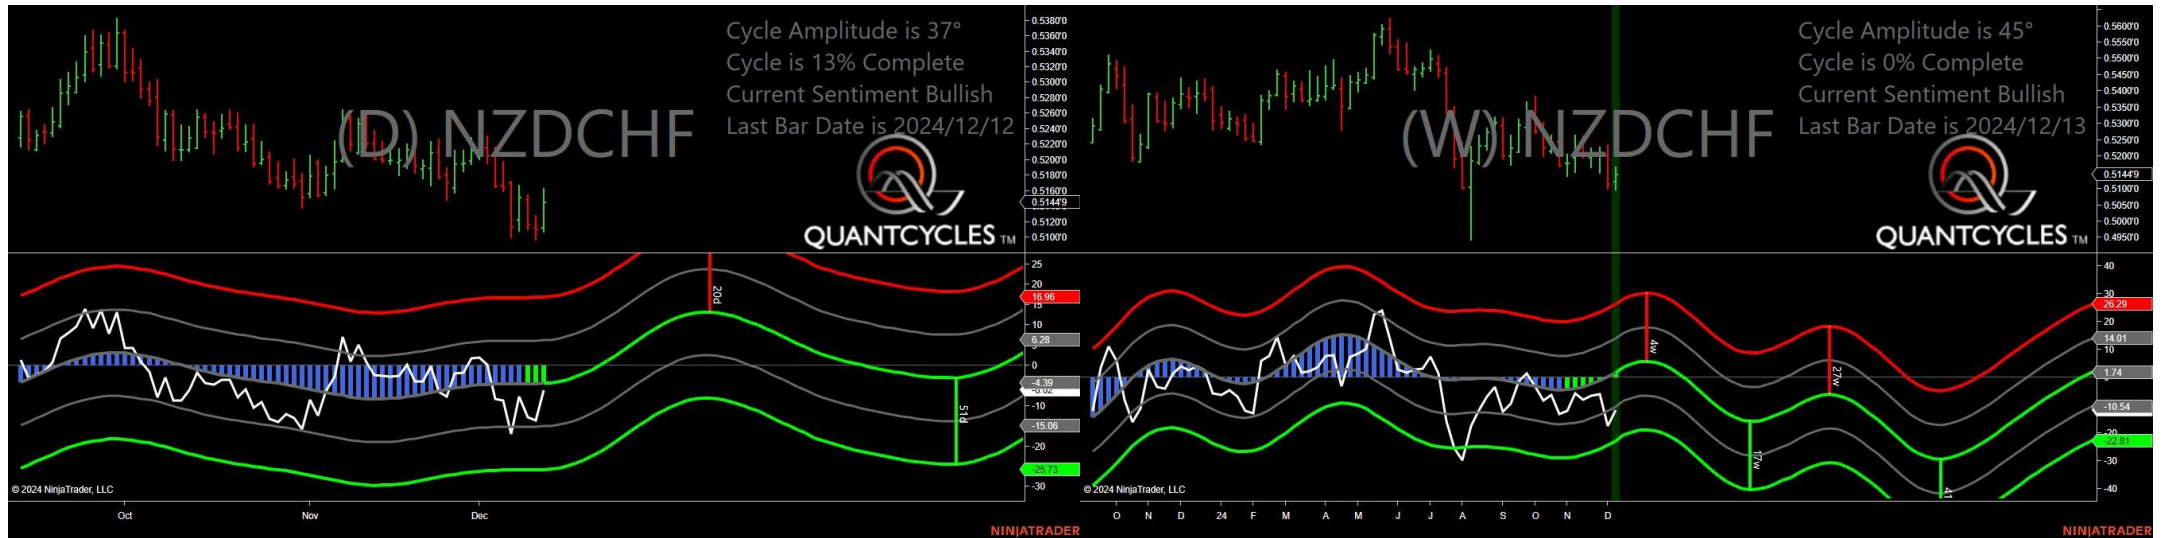 (D) NZDCHF
Cycle Amplitude is 37°
Cycle is 13% Complete
Current Sentiment Bullish
Last Bar Date is 2024/12/12
QUANTCYCLES TM
0.5380'0
0.5360'0
0.5340'0
0.5320'0
0.5300'0
0.5280'0
0.5260'0
0.5240'0
0.5220'0
0.5200'0
0.5180'0
0.5160'0
0.5144'9
0.5120'0
0.5100'0
20d
51d
25
20
16.96
15
10
6.28
0
-4.39
-10
-15.06
-20
-25.73
-30
© 2024 NinjaTrader, LLC
Oct Nov Dec
NINJATRADER
(W) NZDCHF
Cycle Amplitude is 45°
Cycle is 0% Complete
Current Sentiment Bullish
Last Bar Date is 2024/12/13
QUANTCYCLES TM
0.5600'0
0.5550'0
0.5500'0
0.5450'0
0.5400'0
0.5350'0
0.5300'0
0.5250'0
0.5200'0
0.5144'9
0.5100'0
0.5050'0
0.5000'0
0.4950'0
4w
17w
27w
41
40
30
26.29
20
14.01
10
1.74
-10.54
-20
-22.81
-30
-40
© 2024 NinjaTrader, LLC
O N D 24 F M A M J J A S O N D
NINJATRADER